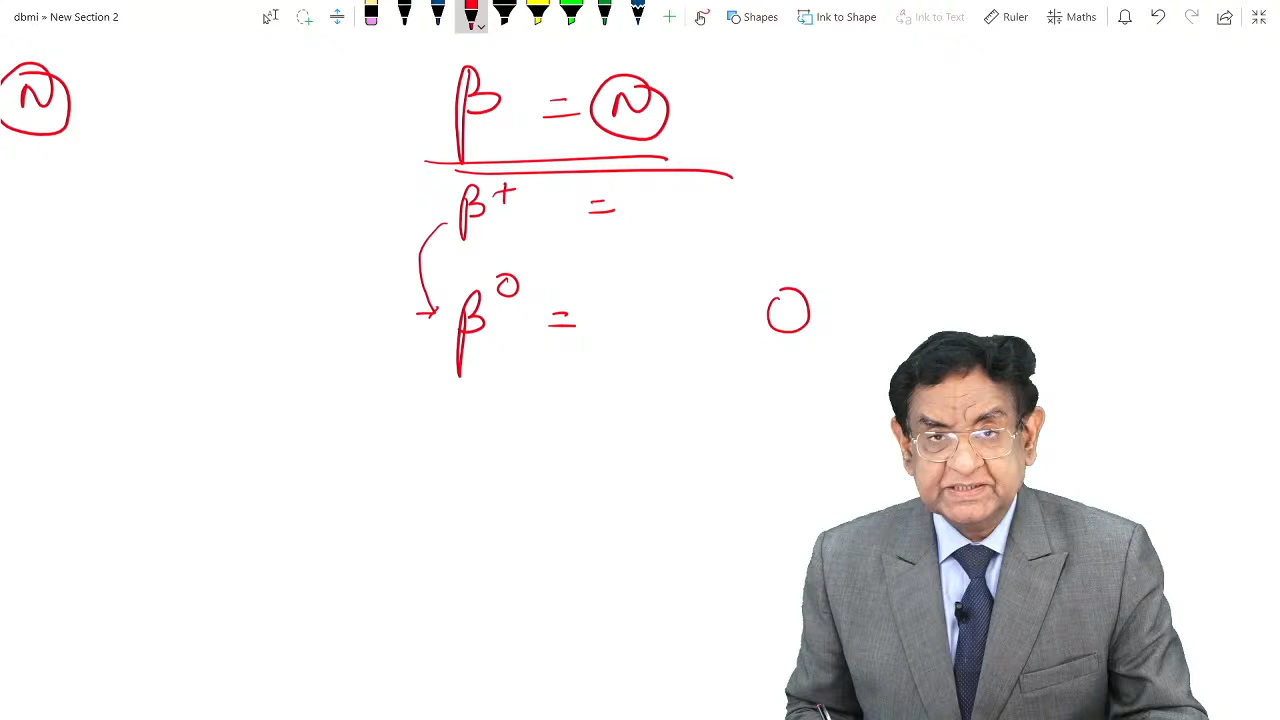 dbmi » New Section 2
Shapes Ink to Shape Ink to Text Ruler Maths
N β = N
β⁺ =
β⁰ = 0